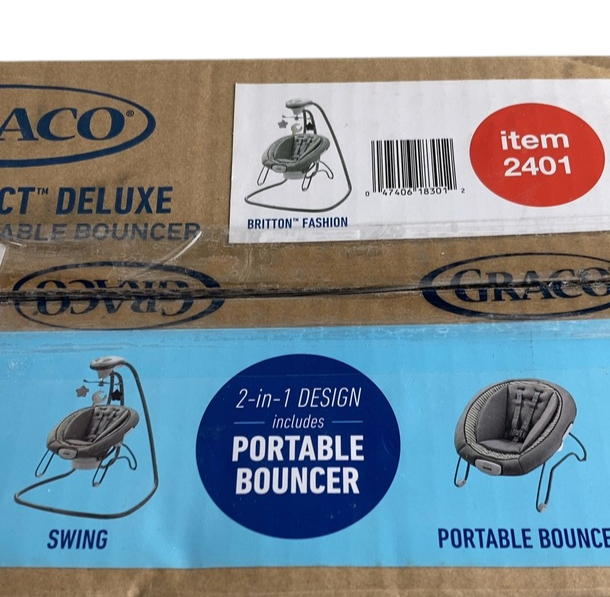 ACO®
CT™ DELUXE
ABLE BOUNCER
BRITTON™ FASHION
0 47406 18301 2
item
2401
GRACO
GRACO
2-in-1 DESIGN
includes
PORTABLE
BOUNCER
SWING
PORTABLE BOUNCE